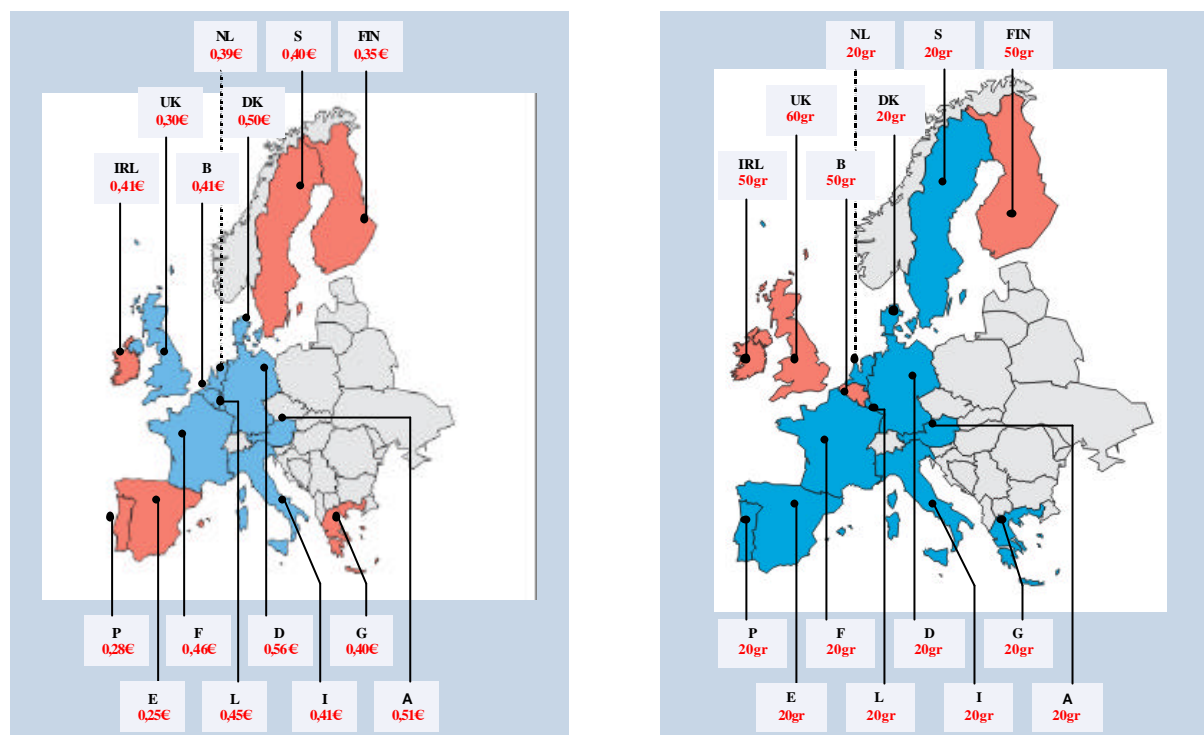 NL
0,39€
S
0,40€
FIN
0,35€
UK
0,30€
DK
0,50€
IRL
0,41€
B
0,41€
P
0,28€
F
0,46€
D
0,56€
G
0,40€
E
0,25€
L
0,45€
I
0,41€
A
0,51€
NL
20gr
S
20gr
FIN
50gr
UK
60gr
DK
20gr
IRL
50gr
B
50gr
P
20gr
F
20gr
D
20gr
G
20gr
E
20gr
L
20gr
I
20gr
A
20gr